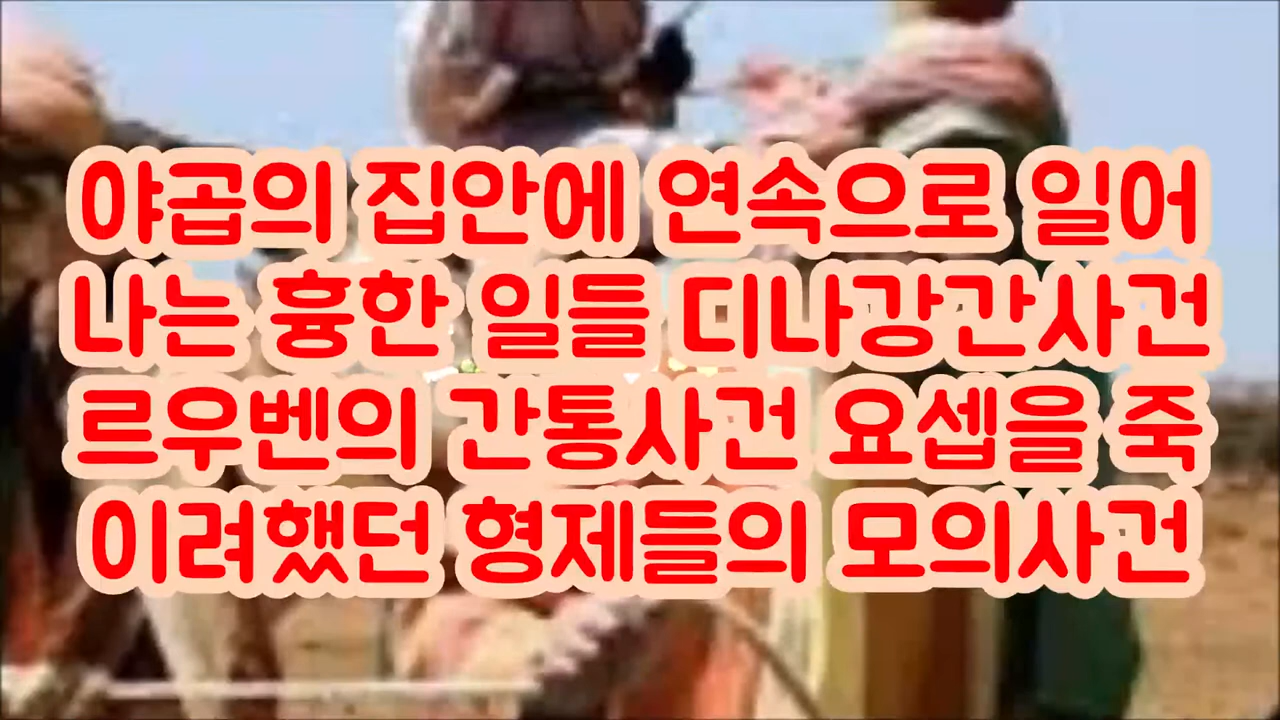 야곱의 집안에 연속으로 일어
나는 흉한 일들 디나강간사건
르우벤의 간통사건 요셉을 죽
이려했던 형제들의 모의사건